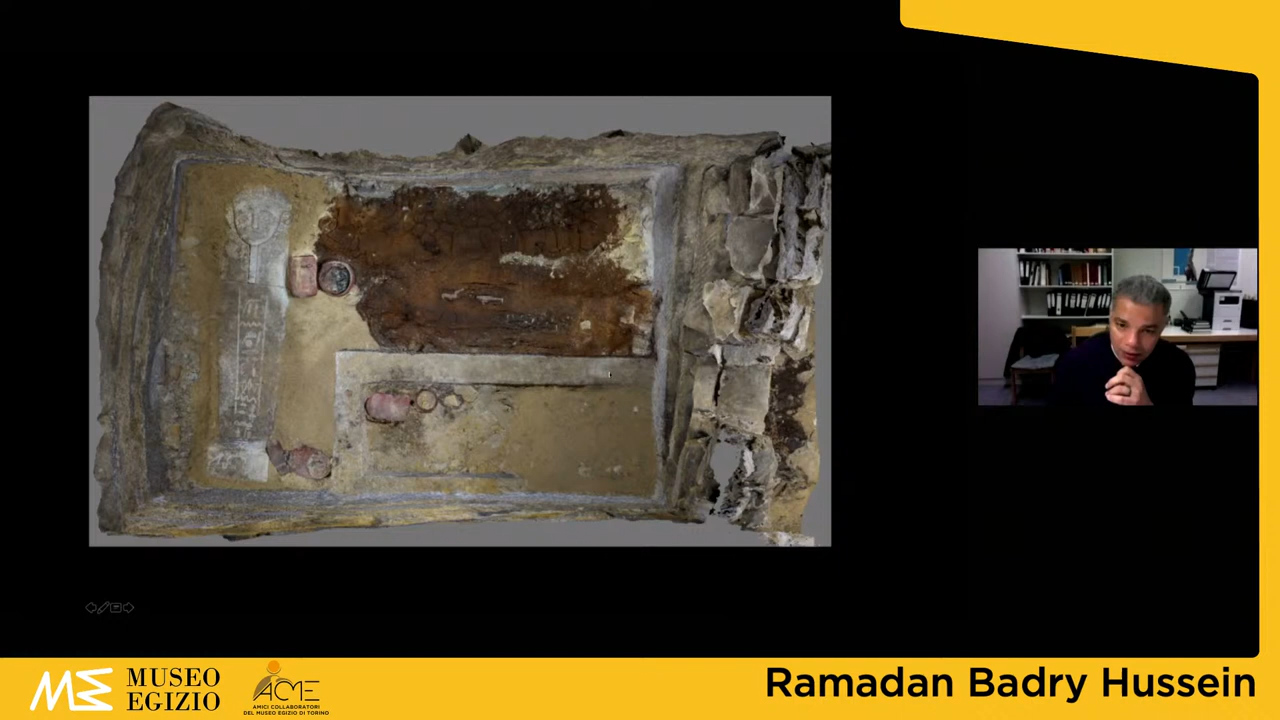 MUSEO
EGIZIO
ACME
AMICI COLLABORATORI
DEL MUSEO EGIZIO DI TORINO
Ramadan Badry Hussein